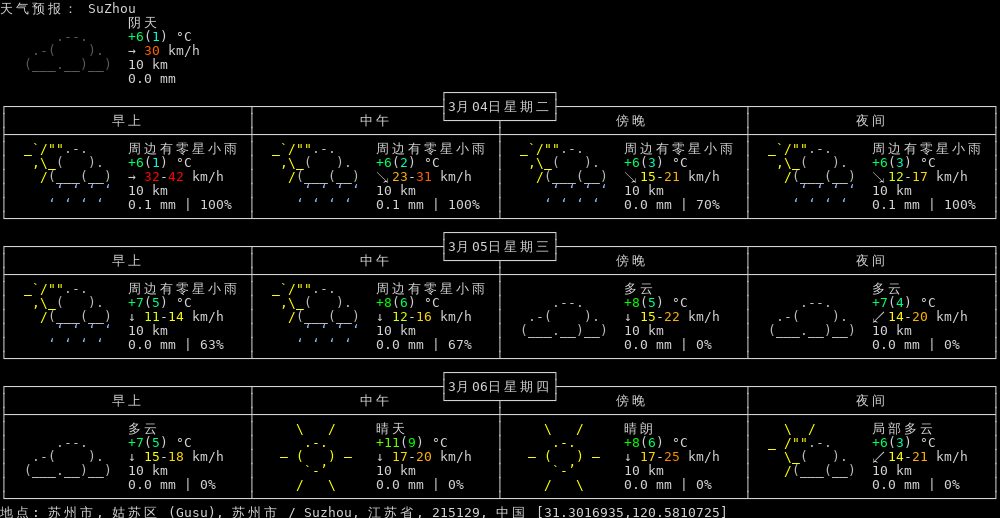 天气预报: SuZhou
阴天
+6(1) °C
→ 30 km/h
10 km
0.0 mm
3月04日星期二
早上 中午 傍晚 夜间
周边有零星小雨 周边有零星小雨 周边有零星小雨 周边有零星小雨
+6(1) °C +6(2) °C +6(3) °C +6(3) °C
→ 32-42 km/h ↘ 23-31 km/h ↘ 15-21 km/h ↘ 12-17 km/h
10 km 10 km 10 km 10 km
0.1 mm | 100% 0.1 mm | 100% 0.0 mm | 70% 0.1 mm | 100%
3月05日星期三
早上 中午 傍晚 夜间
周边有零星小雨 周边有零星小雨 多云 多云
+7(5) °C +8(6) °C +8(5) °C +7(4) °C
↓ 11-14 km/h ↓ 12-16 km/h ↓ 15-22 km/h ↙ 14-20 km/h
10 km 10 km 10 km 10 km
0.0 mm | 63% 0.0 mm | 67% 0.0 mm | 0% 0.0 mm | 0%
3月06日星期四
早上 中午 傍晚 夜间
多云 晴天 晴朗 局部多云
+7(5) °C +11(9) °C +8(6) °C +6(3) °C
↓ 15-18 km/h ↓ 17-20 km/h ↓ 17-25 km/h ↙ 14-21 km/h
10 km 10 km 10 km 10 km
0.0 mm | 0% 0.0 mm | 0% 0.0 mm | 0% 0.0 mm | 0%
地点: 苏州市, 姑苏区 (Gusu), 苏州市 / Suzhou, 江苏省, 215129, 中国 [31.3016935,120.5810725]